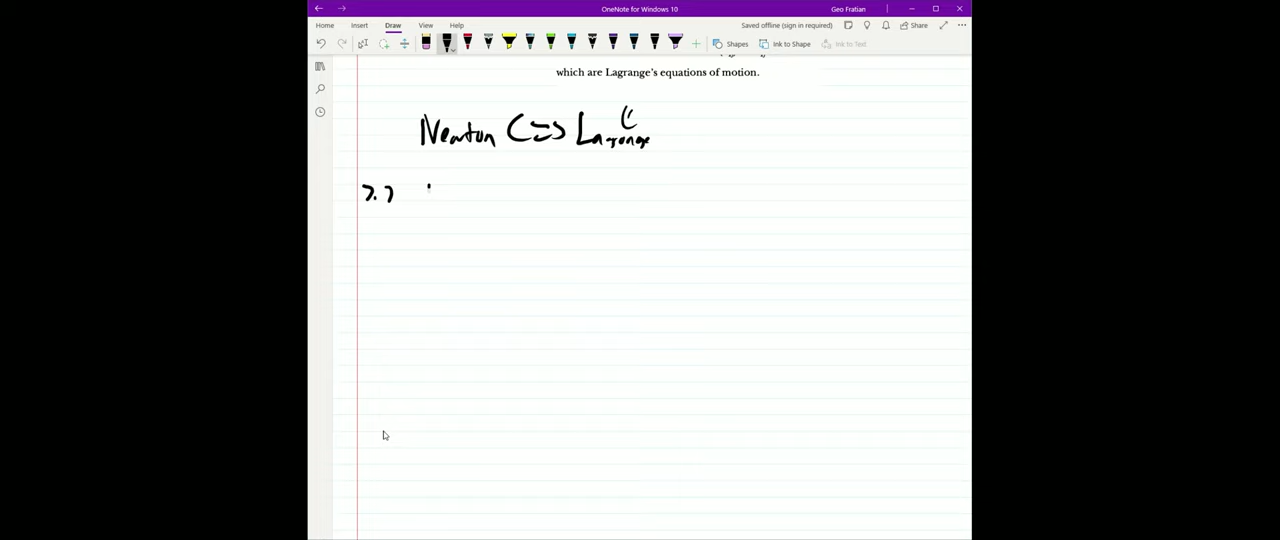 OneNote for Windows 10
Geo Fratian
Home Insert Draw View Help
Saved offline (sign in required)
Share
Shapes
Ink to Shape
Ink to Text
which are Lagrange's equations of motion.
Newton <=> Lagrange
7.7